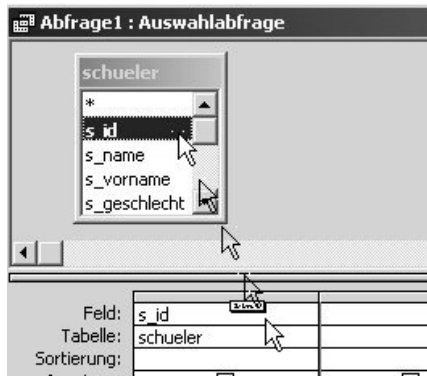 Abfrage1 : Auswahlabfrage
schueler
*
s_id
s_name
s_vorname
s_geschlecht
Feld: s_id
Tabelle: schueler
Sortierung: